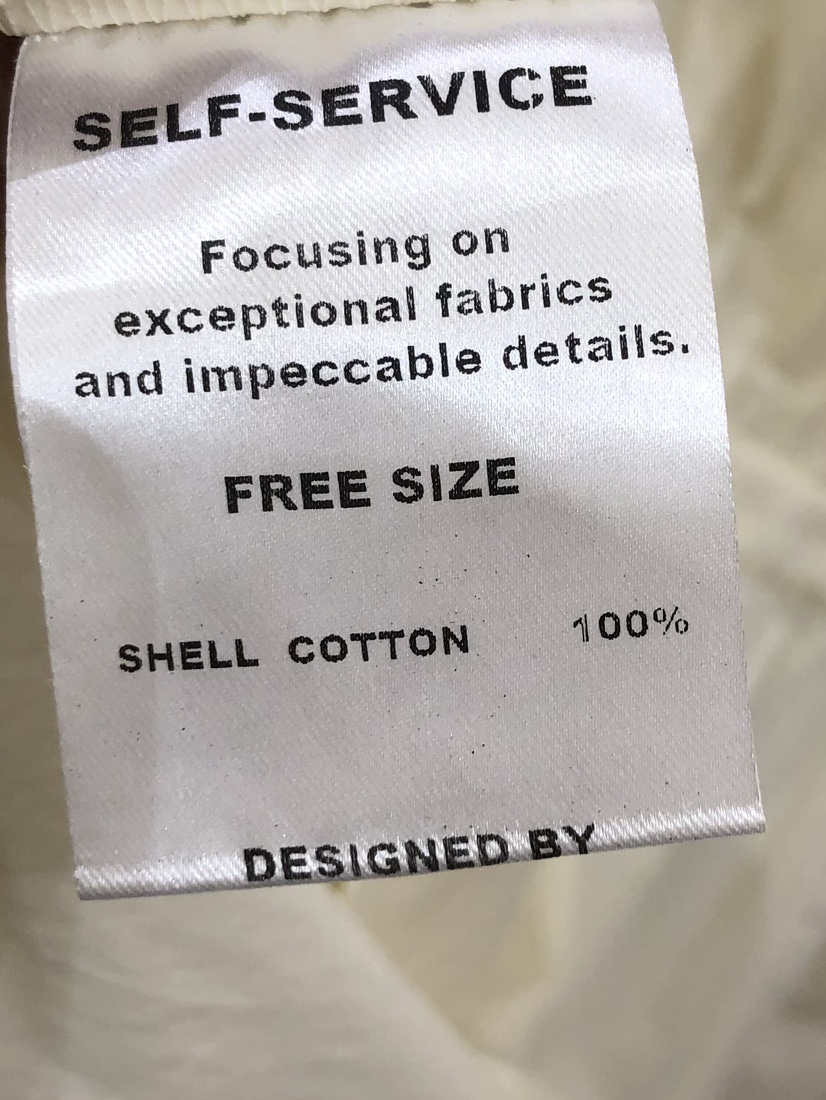 SELF-SERVICE
Focusing on
exceptional fabrics
and impeccable details.
FREE SIZE
SHELL COTTON 100%
DESIGNED BY